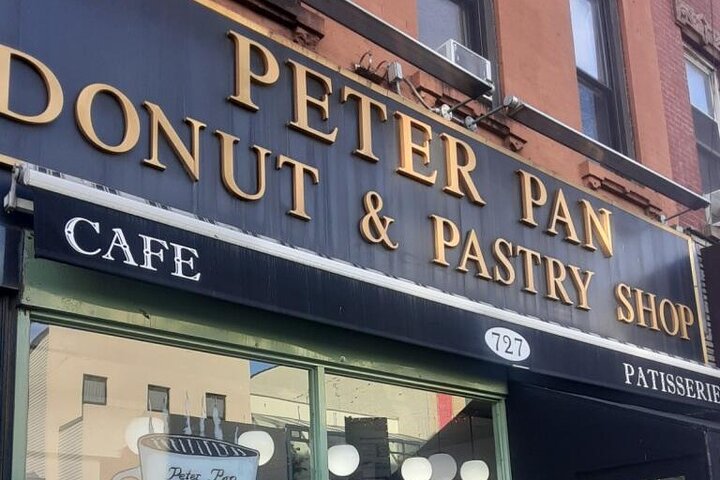 PETER PAN
DONUT & PASTRY SHOP
CAFE
727
PATISSERIE
Peter Pan